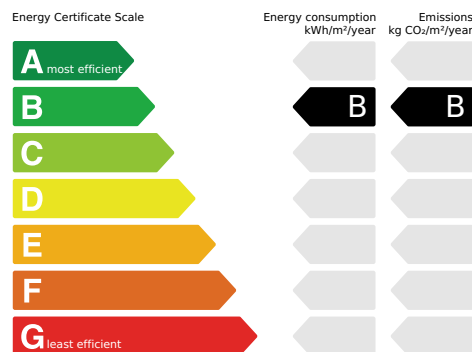 Energy Certificate Scale
Energy consumption
kWh/m²/year
Emissions
kg CO₂/m²/year
A most efficient
B
B
B
C
D
E
F
G least efficient